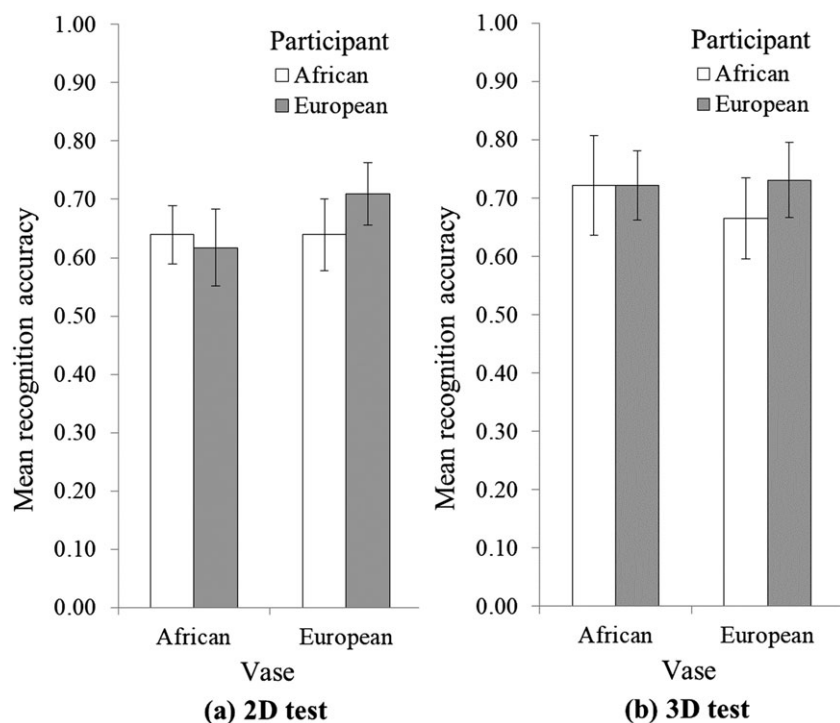 Mean recognition accuracy
1.00
0.90
0.80
0.70
0.60
0.50
0.40
0.30
0.20
0.10
0.00
Participant
African
European
African European
Vase
(a) 2D test
Mean recognition accuracy
1.00
0.90
0.80
0.70
0.60
0.50
0.40
0.30
0.20
0.10
0.00
Participant
African
European
African European
Vase
(b) 3D test